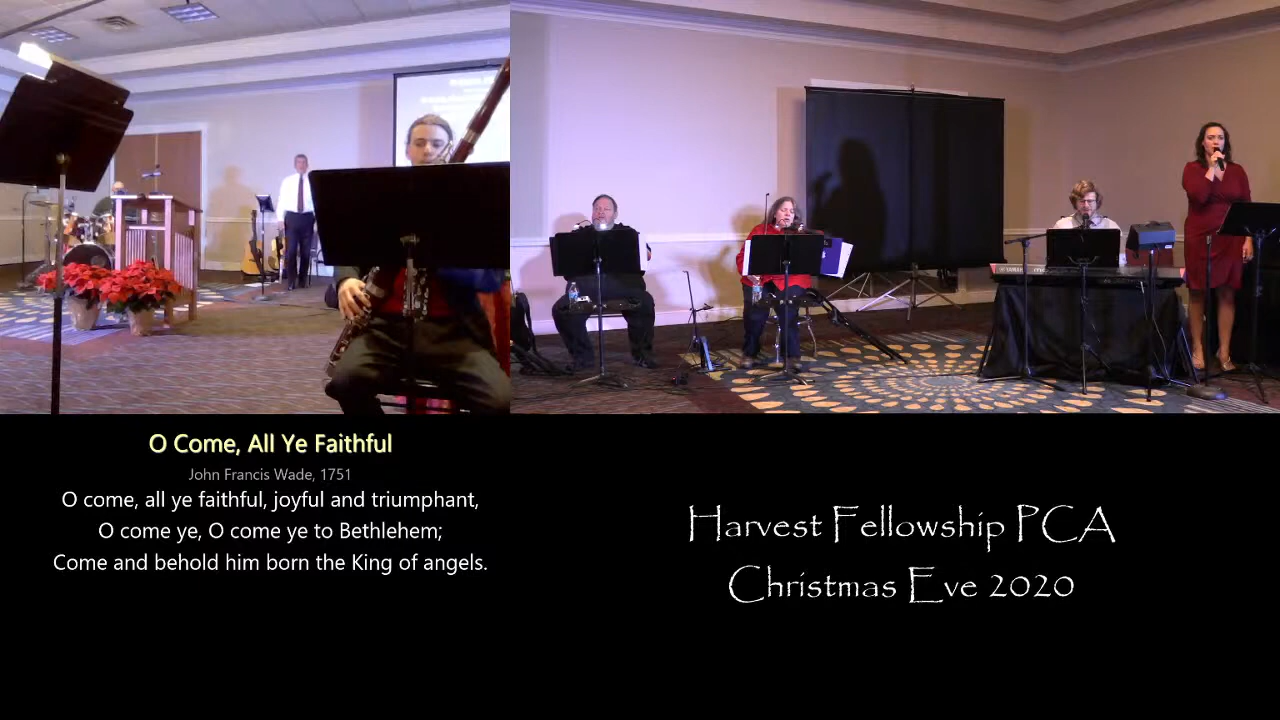 O Come, All Ye Faithful
John Francis Wade, 1751
O come, all ye faithful, joyful and triumphant,
O come ye, O come ye to Bethlehem;
Come and behold him born the King of angels.
Harvest Fellowship PCA
Christmas Eve 2020